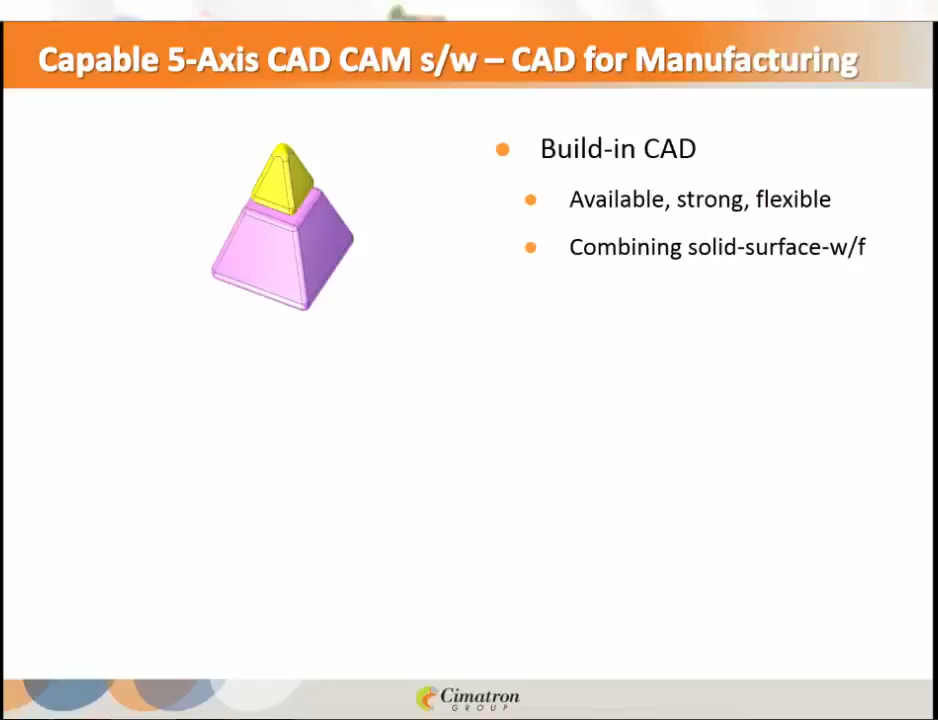 Capable 5-Axis CAD CAM s/w – CAD for Manufacturing
Build-in CAD
Available, strong, flexible
Combining solid-surface-w/f
Cimatron
GROUP